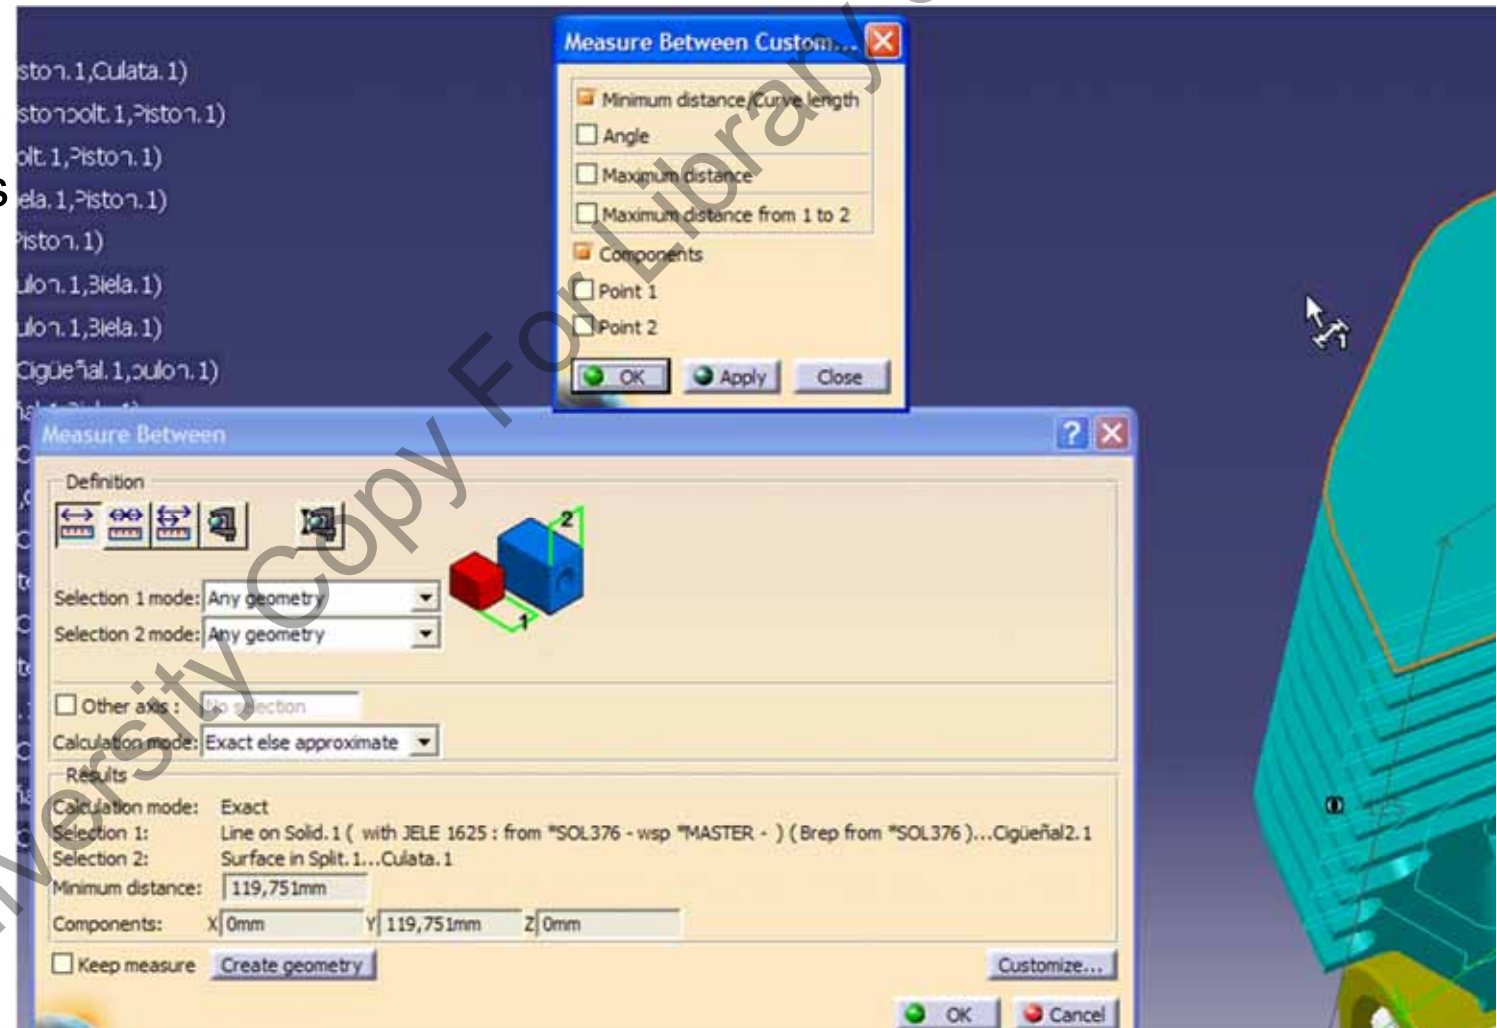 Measure Between Custom...
Minimum distance/Curve length
Angle
Maximum distance
Maximum distance from 1 to 2
Components
Point 1
Point 2
OK Apply Close
ston.1,Culata.1)
stonbolt.1,Piston.1)
olt.1,Piston.1)
s
ela.1,Piston.1)
Piston.1)
ulon.1,Biela.1)
ulon.1,Biela.1)
Cigüeñal.1,bulon.1)
Measure Between
Definition
2
1
Selection 1 mode: Any geometry
Selection 2 mode: Any geometry
Other axis : No selection
Calculation mode: Exact else approximate
Results
Calculation mode: Exact
Selection 1: Line on Solid.1 ( with JELE 1625 : from *SOL376 - wsp *MASTER - ) ( Brep from *SOL376 )...Cigüeñal2.1
Selection 2: Surface in Split.1...Culata.1
Minimum distance: 119,751mm
Components: X 0mm Y 119,751mm Z 0mm
Keep measure Create geometry Customize...
OK Cancel
versity Copy For Library